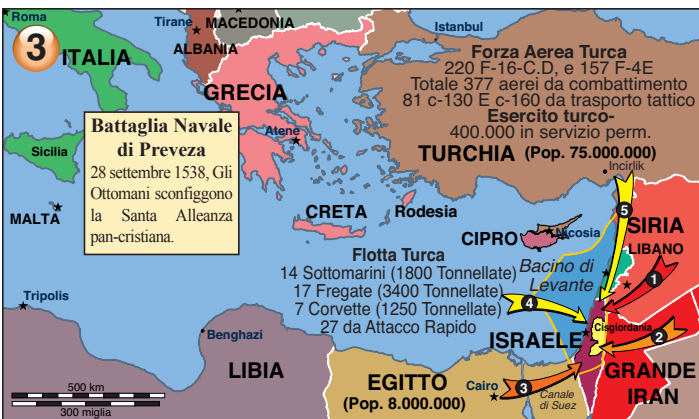 Roma
3
ITALIA
Tirane
MACEDONIA
ALBANIA
Istanbul
GRECIA
Forza Aerea Turca
220 F-16-C.D, e 157 F-4E
Totale 377 aerei da combattimento
81 c-130 E c-160 da trasporto tattico
Esercito turco-
400.000 in servizio perm.
TURCHIA (Pop. 75.000.000)
Incirlik
Battaglia Navale
di Preveza
28 settembre 1538, Gli
Ottomani sconfiggono
la Santa Alleanza
pan-cristiana.
Atene
Sicilia
MALTA
CRETA
Rodesia
CIPRO
Nicosia
5
SIRIA
LIBANO
Flotta Turca
14 Sottomarini (1800 Tonnellate)
17 Fregate (3400 Tonnellate)
7 Corvette (1250 Tonnellate)
27 da Attacco Rapido
Bacino di
Levante
1
4
Tripolis
Benghazi
Cisgiordania
ISRAELE
2
LIBIA
EGITTO
(Pop. 8.000.000)
Cairo
3
Canale
di Suez
GRANDE
IRAN
500 km
300 miglia